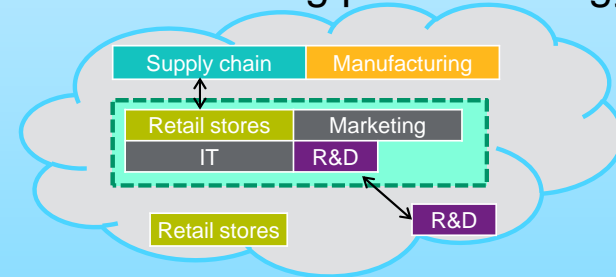 Supply chain Manufacturing
Retail stores Marketing
IT R&D
R&D
Retail stores